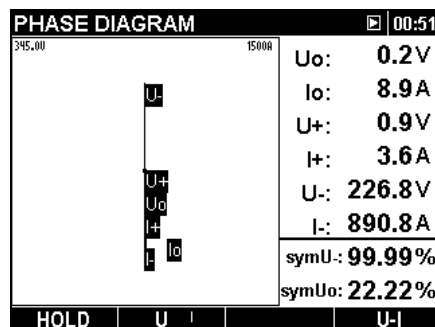 PHASE DIAGRAM 00:51
345.0U 1500A
Uo: 0.2V
Io: 8.9A
U+: 0.9V
I+: 3.6A
U-: 226.8V
I-: 890.8A
symU-: 99.99%
symUo: 22.22%
U-
U+
Uo
I+
Io
I-
HOLD U I U-I